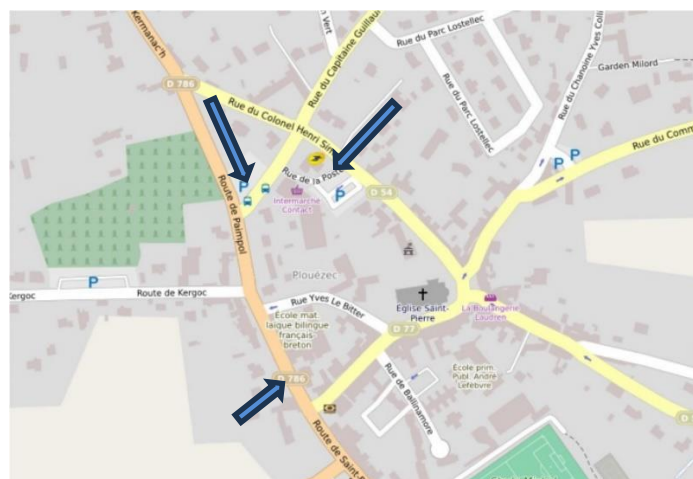 Kermanac'h
D 786
Rue du Capitaine Guillau
Vert
Rue du Parc Lostellec
Rue du Chanoine Yves Colli
Garden Milord
Rue du Parc Lostellec
Rue du Colonel Henri Sim
Rue du Comm
P
P
P
Rue de la Poste
P
Intermarché
Contact
D 54
Route de Paimpol
Plouézec
P
Kergoc
Route de Kergoc
Rue Yves Le Bitter
Église Saint-
Pierre
La Boulangerie
Laudren
École mat.
laïque bilingue
français
breton
D 77
École prim.
Publ. André
Lefebvre
D 786
Rue de Ballinamore
Route de Saint-